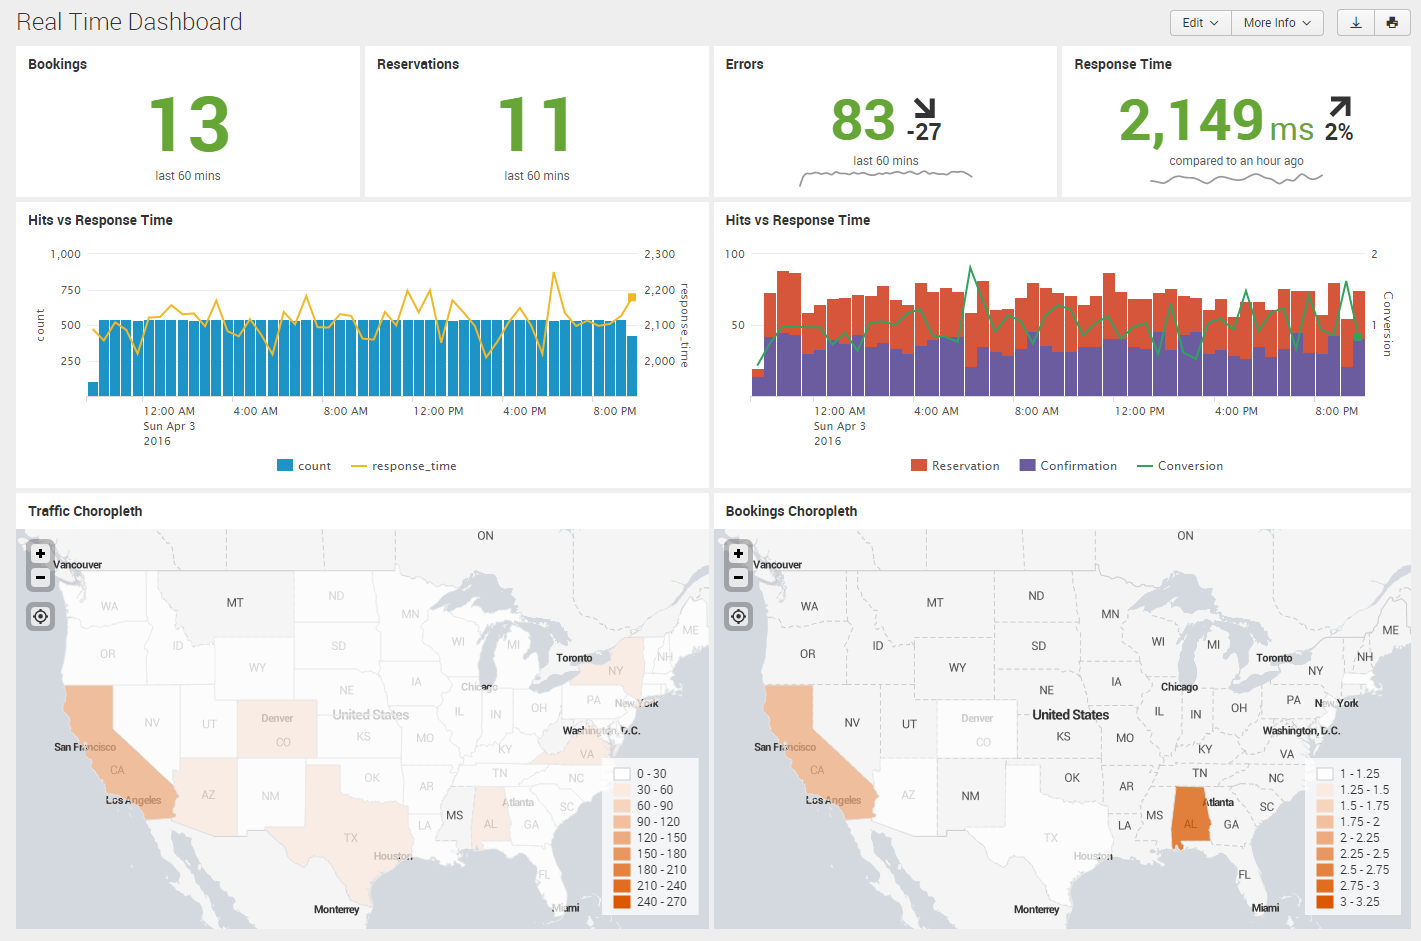 Real Time Dashboard
Edit
More Info
Bookings
13
last 60 mins
Reservations
11
last 60 mins
Errors
83
-27
last 60 mins
Response Time
2,149 ms
2%
compared to an hour ago
Hits vs Response Time
1,000
750
500
250
count
2,300
2,200
2,100
2,000
response_time
12:00 AM
Sun Apr 3
2016
4:00 AM
8:00 AM
12:00 PM
4:00 PM
8:00 PM
count
response_time
Hits vs Response Time
100
50
2
1
Conversion
12:00 AM
Sun Apr 3
2016
4:00 AM
8:00 AM
12:00 PM
4:00 PM
8:00 PM
Reservation
Confirmation
Conversion
Traffic Choropleth
+
−
ON
Vancouver
WA
MT
ND
MN
ME
OR
ID
SD
WI
MI
Toronto
NH
NY
WY
IA
Chicago
NE
PA
New York
NV
UT
Denver
CO
United States
IL
IN
OH
Washington, D.C.
San Francisco
KS
MO
KY
VA
CA
AZ
NM
OK
AR
TN
NC
Los Angeles
MS
AL
Atlanta
GA
SC
TX
LA
Houston
FL
Monterrey
Miami
0 - 30
30 - 60
60 - 90
90 - 120
120 - 150
150 - 180
180 - 210
210 - 240
240 - 270
Bookings Choropleth
+
−
ON
Vancouver
WA
MT
ND
MN
ME
OR
ID
SD
WI
MI
Toronto
NH
NY
WY
IA
Chicago
NE
PA
New York
NV
UT
Denver
CO
United States
IL
IN
OH
Washington, D.C.
San Francisco
KS
MO
KY
VA
CA
AZ
NM
OK
AR
TN
NC
Los Angeles
MS
AL
Atlanta
GA
SC
TX
LA
Houston
FL
Monterrey
Miami
1 - 1.25
1.25 - 1.5
1.5 - 1.75
1.75 - 2
2 - 2.25
2.25 - 2.5
2.5 - 2.75
2.75 - 3
3 - 3.25